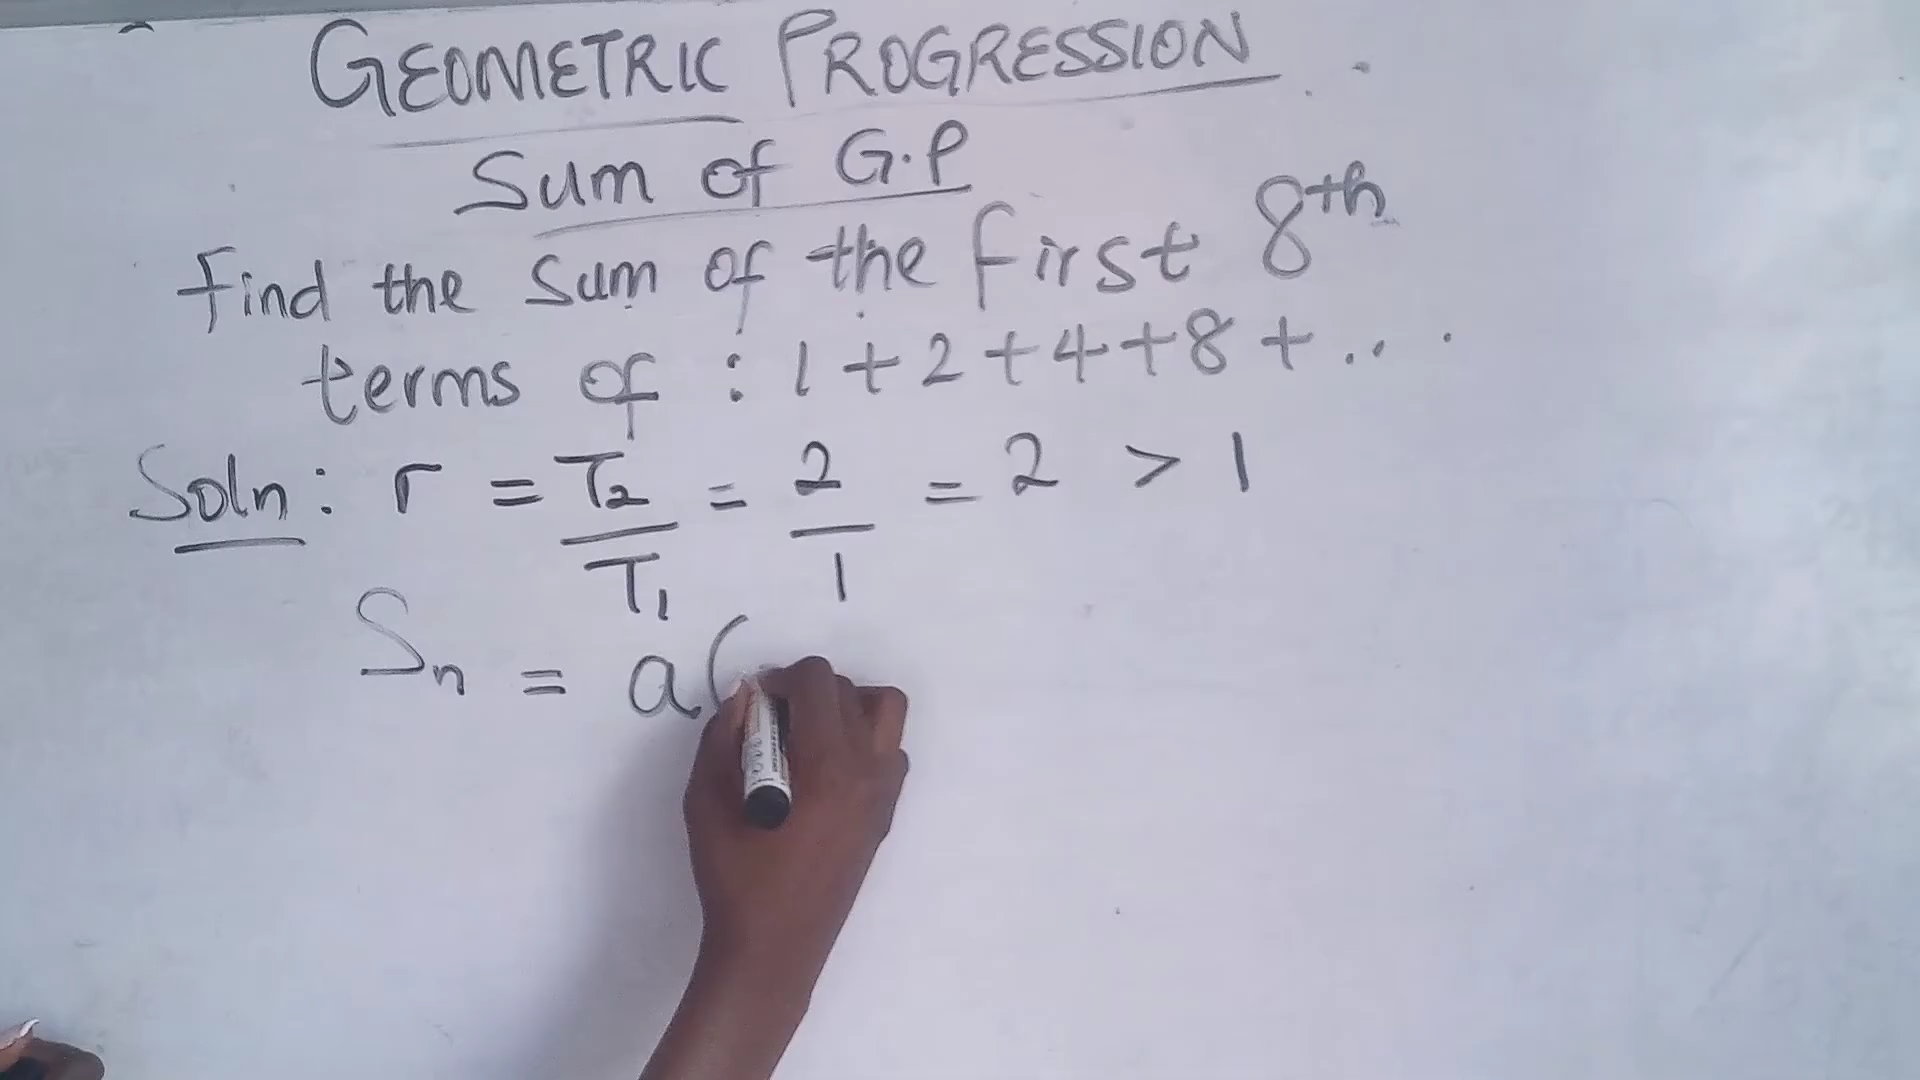 GEOMETRIC PROGRESSION
Sum of G.P
Find the sum of the first 8th
terms of : 1 + 2 + 4 + 8 + ...
Soln : r = T2/T1 = 2/1 = 2 > 1
Sn = a(